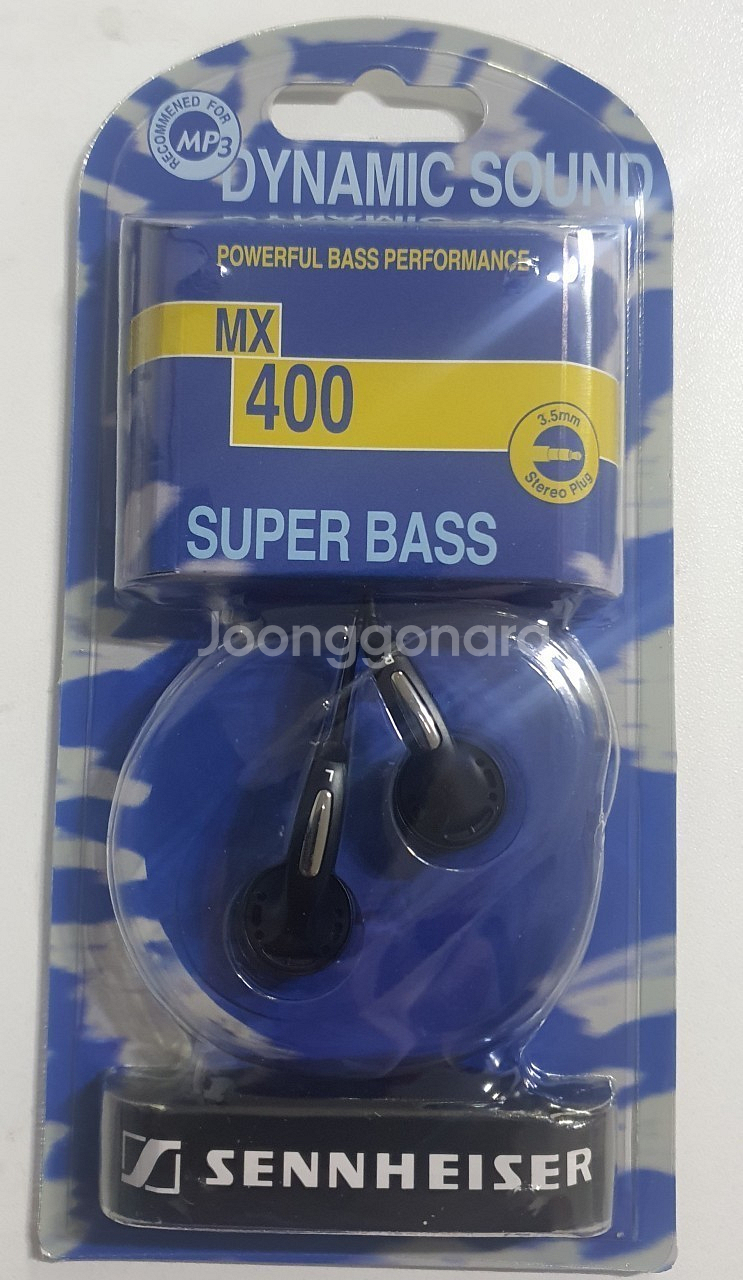 RECOMMENED FOR
MP3
DYNAMIC SOUND
POWERFUL BASS PERFORMANCE
MX
400
3.5mm
Stereo Plug
SUPER BASS
Joonggonara
R
L
SENNHEISER